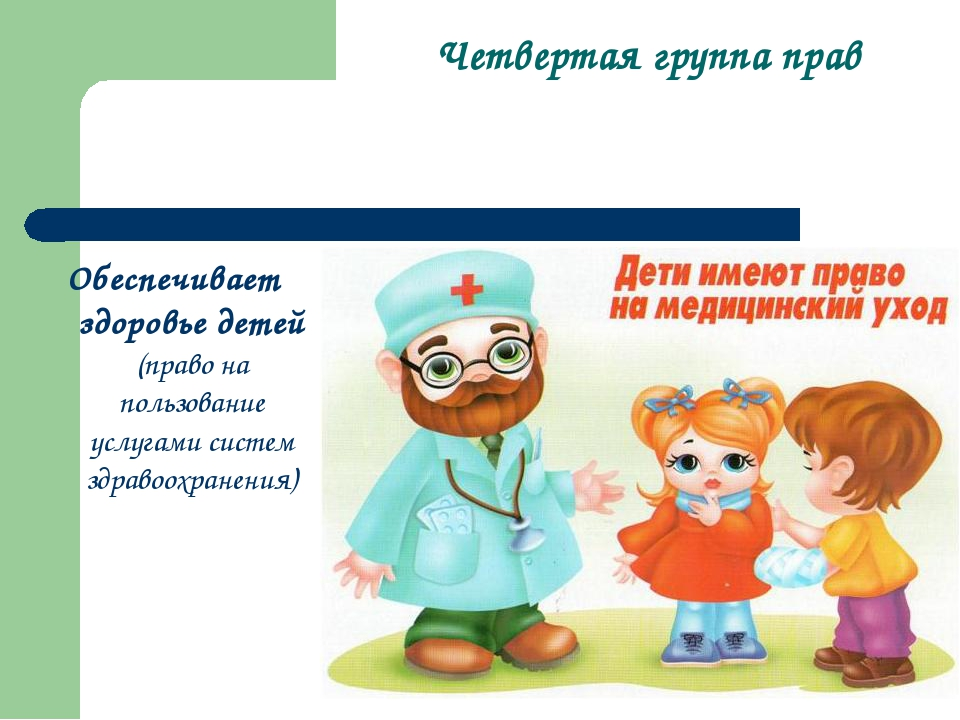 Четвертая группа прав
Обеспечивает
здоровье детей
(право на
пользование
услугами систем
здравоохранения)
Дети имеют право
на медицинский уход